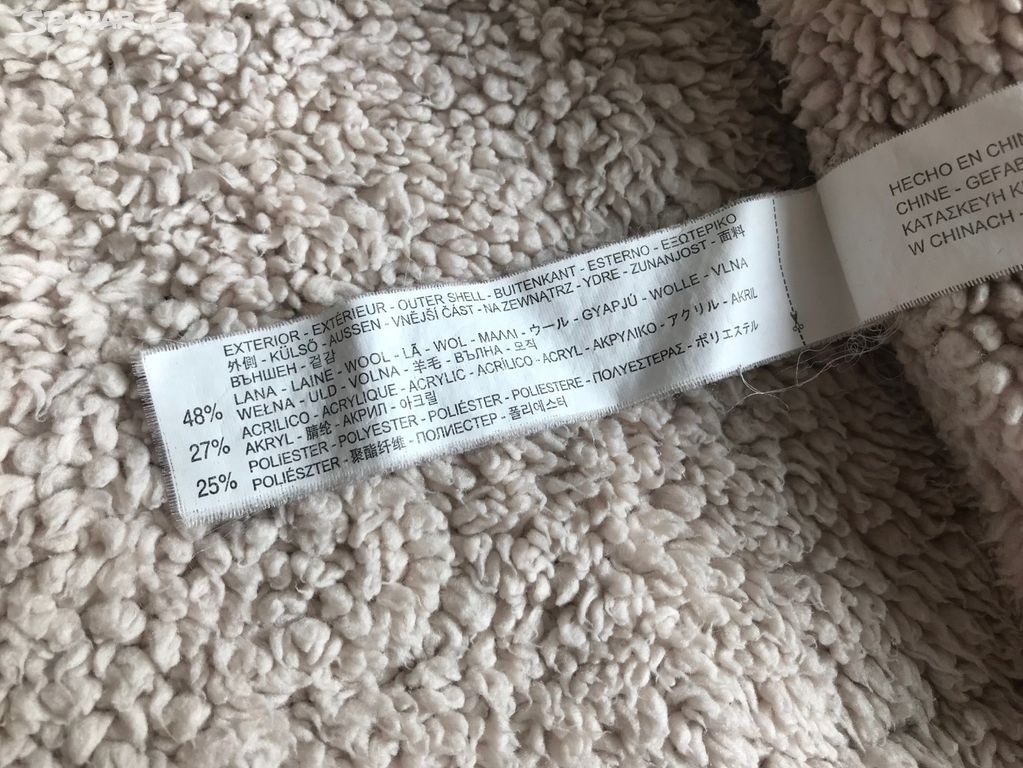 SBAZAR.CZ
EXTERIOR - EXTÉRIEUR - OUTER SHELL - BUITENKANT - ESTERNO - ΕΞΩΤΕΡΙΚΟ
外側 - KÜLSŐ - AUSSEN - VNĚJŠÍ ČÁST - NA ZEWNĄTRZ - YDRE - ZUNANJOST - 面料
ВЪНШЕН - 겉감
48% LANA - LAINE - WOOL - LÃ - WOL - ΜΑΛΛΙ - ウール - GYAPJÚ - WOLLE - VLNA
WEŁNA - ULD - VOLNA - 羊毛 - ВЪЛНА - 모직
27% ACRILICO - ACRYLIQUE - ACRYLIC - ACRÍLICO - ACRYL - ΑΚΡΥΛΙΚΟ - アクリル - AKRIL
AKRYL - 腈纶 - АКРИЛ - 아크릴
25% POLIESTER - POLYESTER - POLIÉSTER - POLIESTERE - ΠΟΛΥΕΣΤΕΡΑΣ - ポリエステル
POLIÉSZTER - 聚酯纤维 - ПОЛИЕСТЕР - 폴리에스터
HECHO EN
CHINE -
ΚΑΤΑΣΚΕΥΗ
W CHINACH -